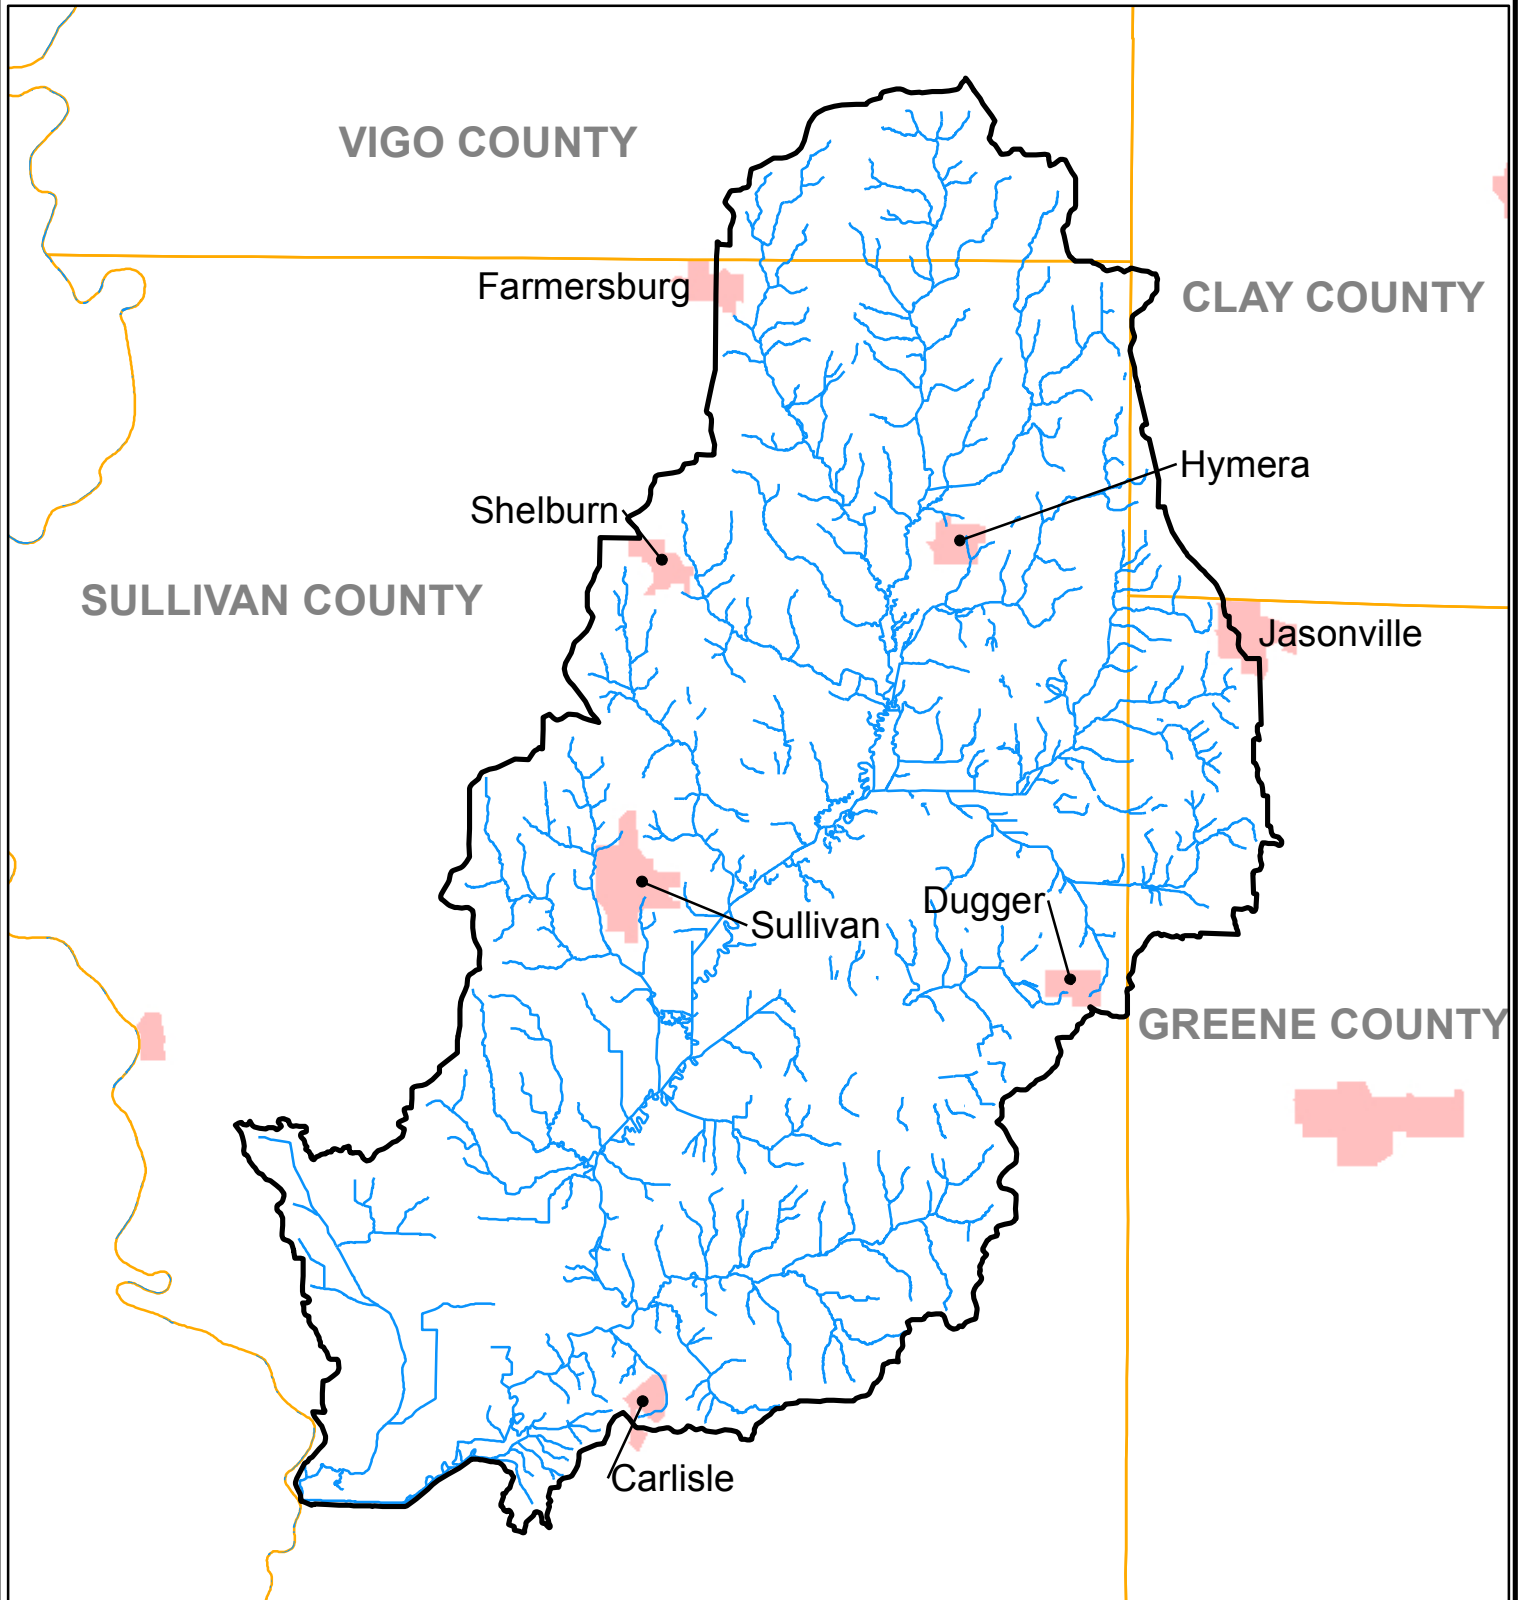 VIGO COUNTY
Farmersburg
CLAY COUNTY
Hymera
Shelburn
SULLIVAN COUNTY
Jasonville
Dugger
Sullivan
GREENE COUNTY
Carlisle